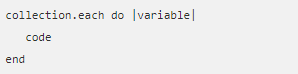 collection.each do |variable|
   code
end